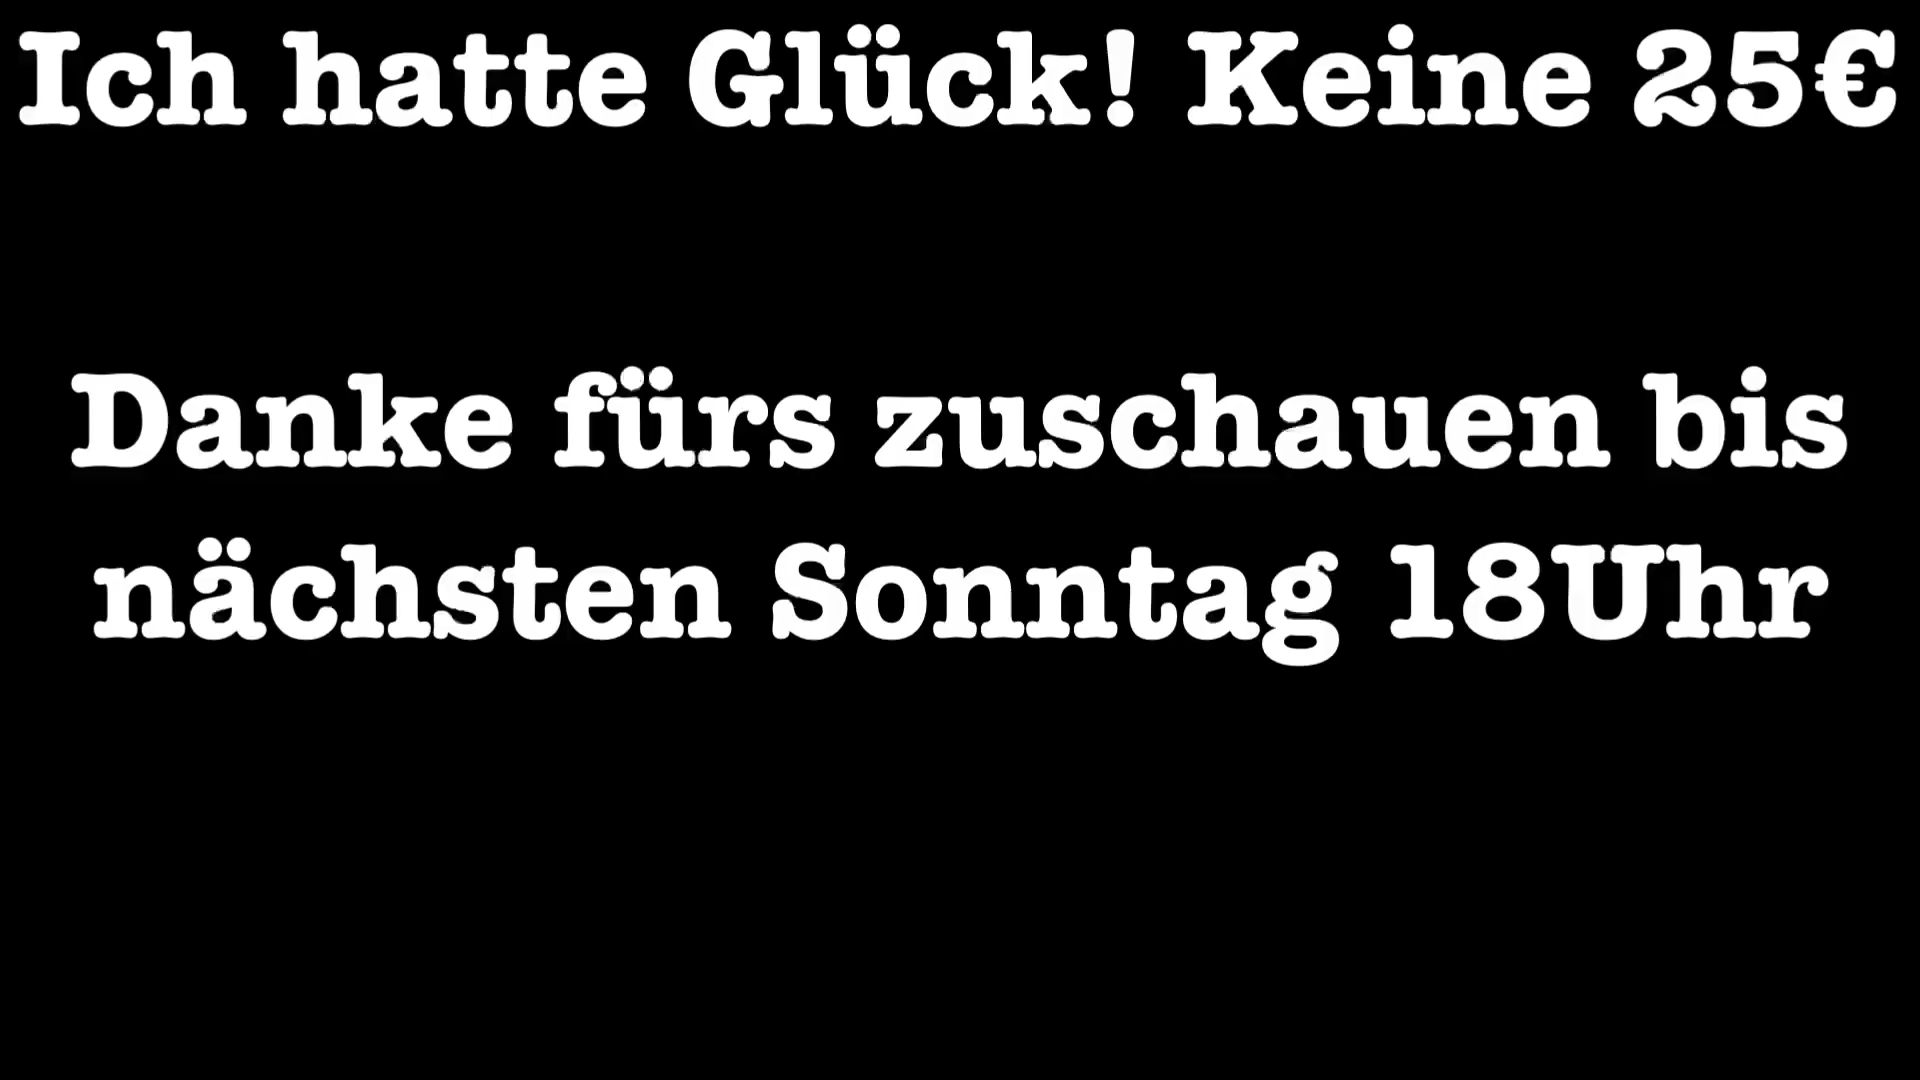 Ich hatte Glück! Keine 25€
Danke fürs zuschauen bis
nächsten Sonntag 18Uhr